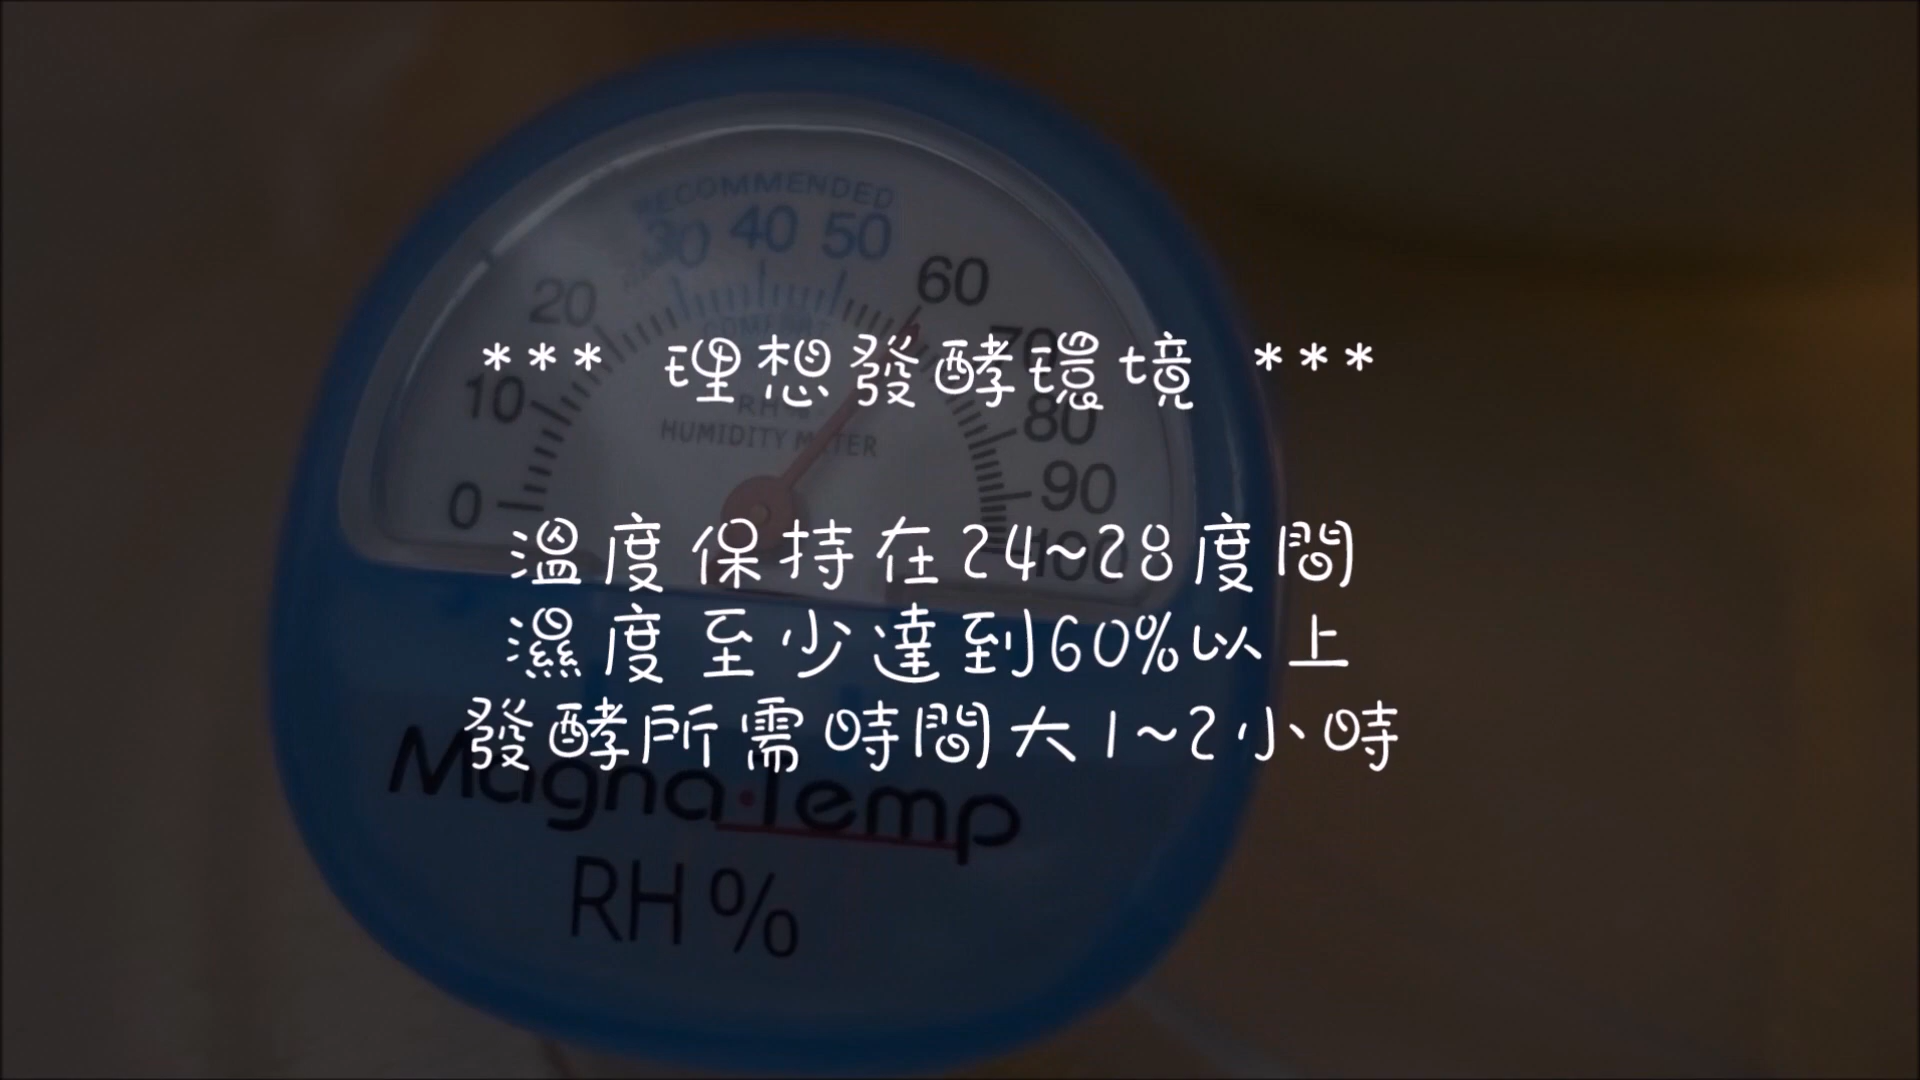 *** 理想發酵環境 ***
溫度保持在24~28度間
濕度至少達到60%以上
發酵所需時間大1~2小時
RECOMMENDED
30 40 50
20 60
10 70
80
0 90
100
COMFORT
RH%
HUMIDITY METER
Magna·Temp
RH%